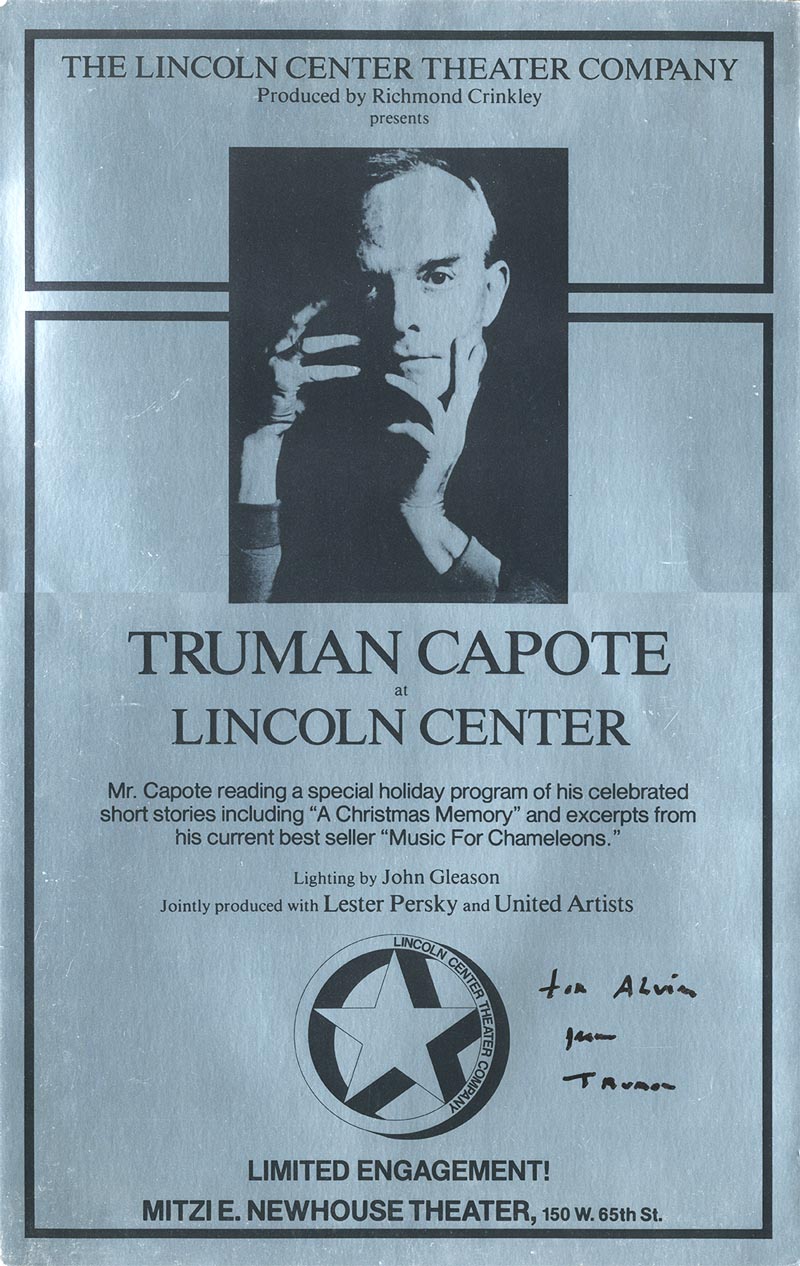 THE LINCOLN CENTER THEATER COMPANY
Produced by Richmond Crinkley
presents
TRUMAN CAPOTE
at
LINCOLN CENTER
Mr. Capote reading a special holiday program of his celebrated
short stories including “A Christmas Memory” and excerpts from
his current best seller “Music For Chameleons.”
Lighting by John Gleason
Jointly produced with Lester Persky and United Artists
LINCOLN CENTER THEATER COMPANY
for Alvin
from
Truman
LIMITED ENGAGEMENT!
MITZI E. NEWHOUSE THEATER, 150 W. 65th St.